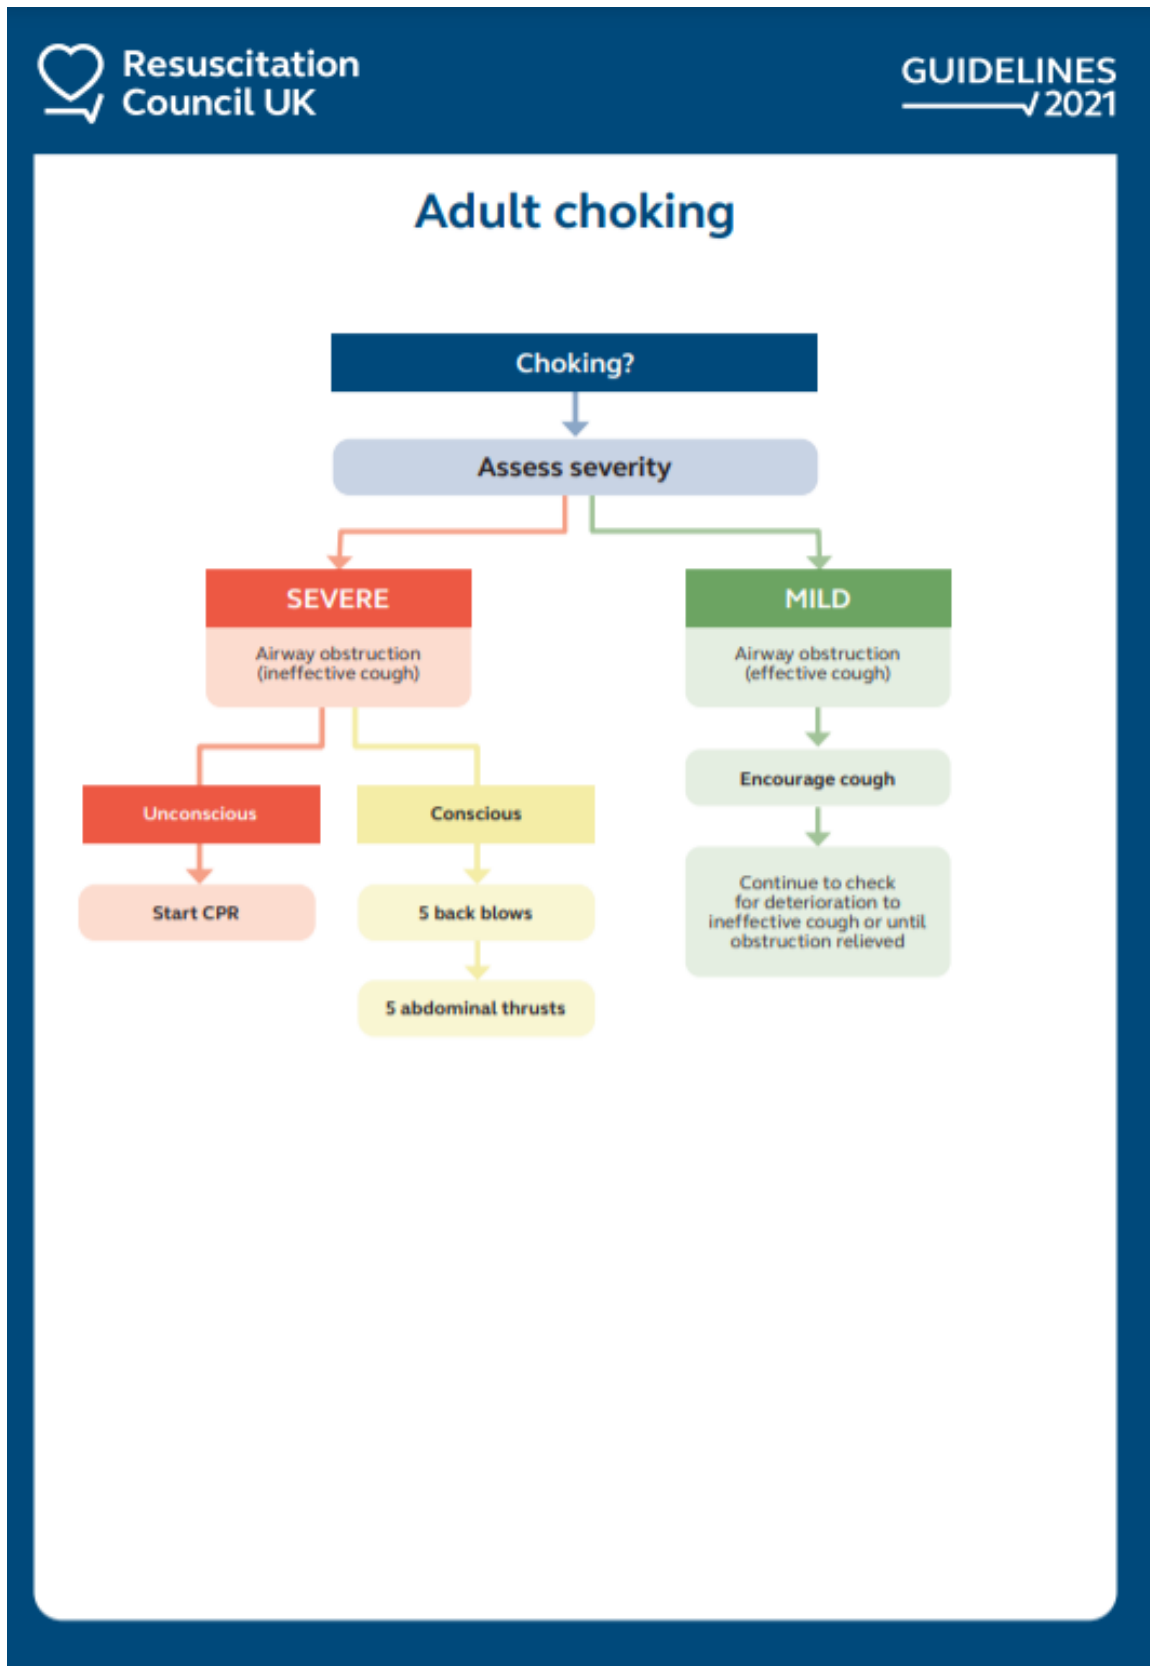 Resuscitation
Council UK
GUIDELINES
2021
Adult choking
Choking?
Assess severity
SEVERE
Airway obstruction
(ineffective cough)
MILD
Airway obstruction
(effective cough)
Unconscious
Start CPR
Conscious
5 back blows
5 abdominal thrusts
Encourage cough
Continue to check
for deterioration to
ineffective cough or until
obstruction relieved